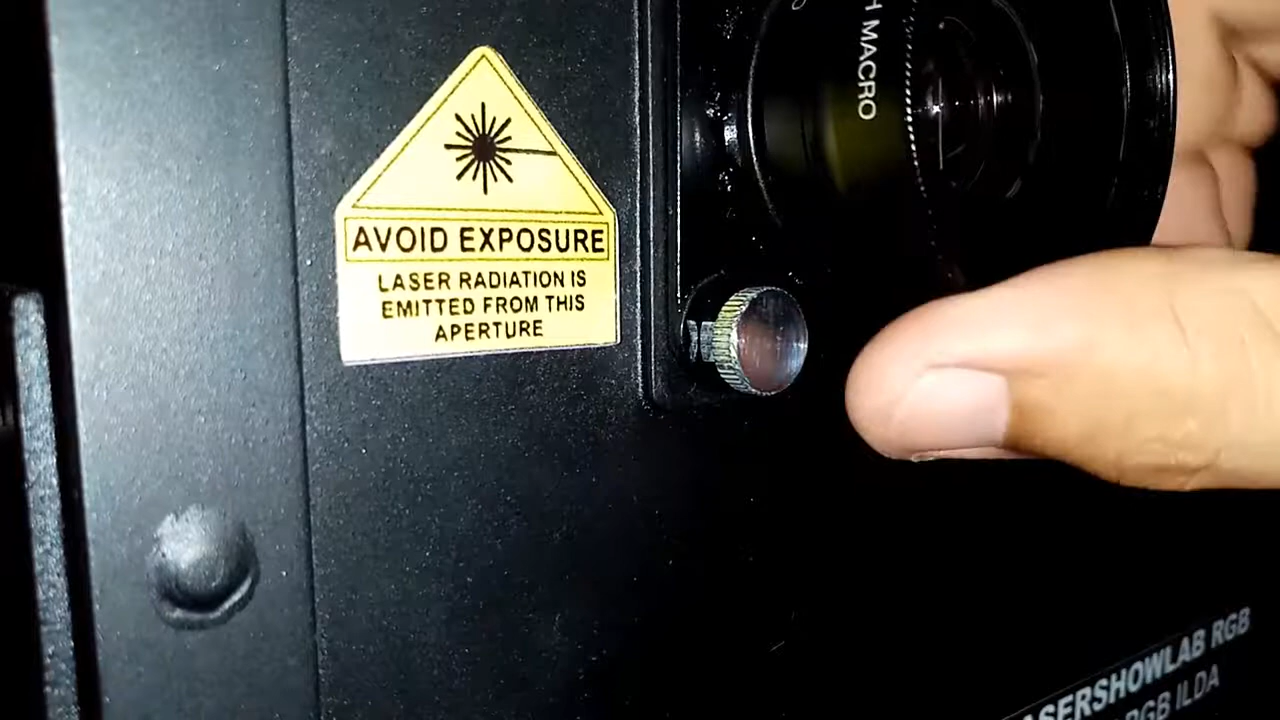 H MACRO
AVOID EXPOSURE
LASER RADIATION IS
EMITTED FROM THIS
APERTURE
ASERSHOWLAB RGB
RGB ILDA